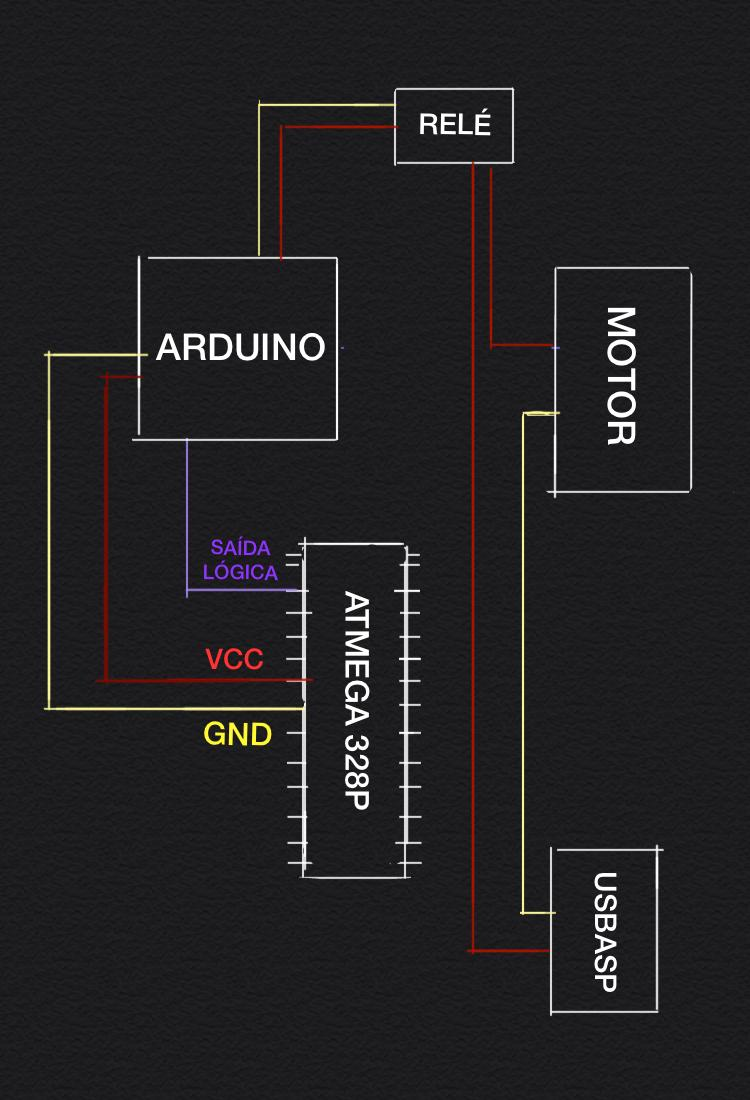 RELÉ
ARDUINO
MOTOR
SAÍDA
LÓGICA
ATMEGA 328P
VCC
GND
USBASP